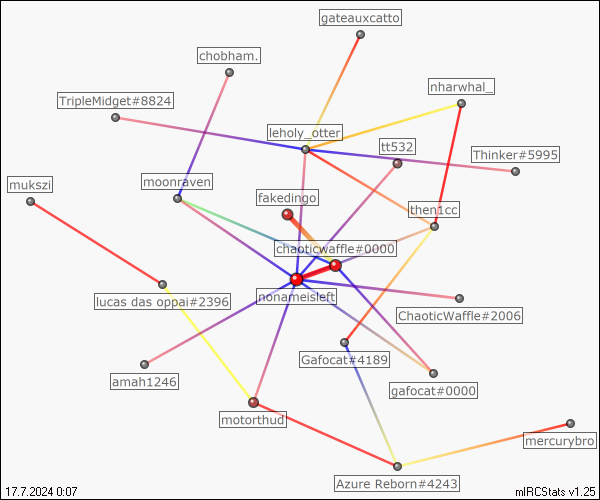 gateauxcatto
chobham.
nharwhal_
TripleMidget#8824
leholy_otter
tt532
Thinker#5995
mukszi
moonraven
fakedingo
then1cc
chaoticwaffle#0000
nonameisleft
lucas das oppai#2396
ChaoticWaffle#2006
Gafocat#4189
amah1246
gafocat#0000
motorthud
mercurybro
Azure Reborn#4243
17.7.2024 0:07
mIRCStats v1.25